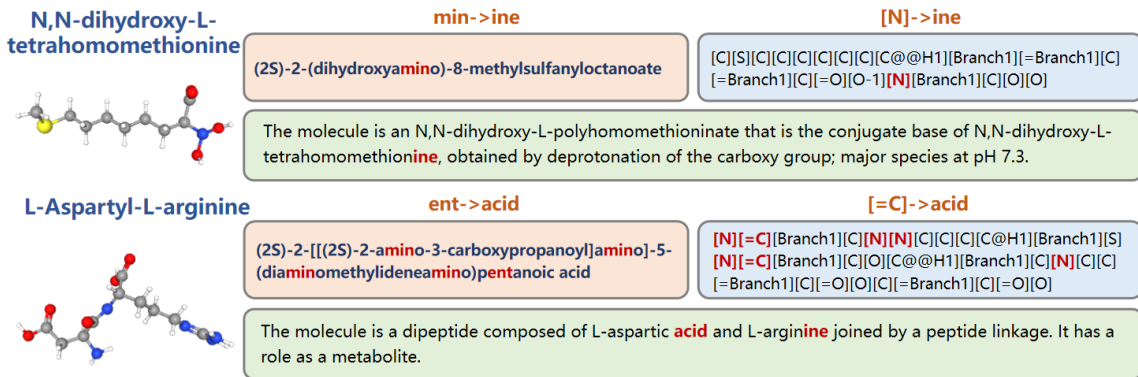 N,N-dihydroxy-L-
tetrahomomethionine
min->ine
[N]->ine
(2S)-2-(dihydroxyamino)-8-methylsulfanyloctanoate
[C][S][C][C][C][C][C][C][C@@H1][Branch1][=Branch1][C]
[=Branch1][C][=O][O-1][N][Branch1][C][O][O]
The molecule is an N,N-dihydroxy-L-polyhomomethioninate that is the conjugate base of N,N-dihydroxy-L-
tetrahomomethionine, obtained by deprotonation of the carboxy group; major species at pH 7.3.
L-Aspartyl-L-arginine
ent->acid
[=C]->acid
(2S)-2-[[(2S)-2-amino-3-carboxypropanoyl]amino]-5-
(diaminomethylideneamino)pentanoic acid
[N][=C][Branch1][C][N][N][C][C][C][C@H1][Branch1][S]
[N][=C][Branch1][C][O][C@@H1][Branch1][C][N][C][C]
[=Branch1][C][=O][O][C][=Branch1][C][=O][O]
The molecule is a dipeptide composed of L-aspartic acid and L-arginine joined by a peptide linkage. It has a
role as a metabolite.